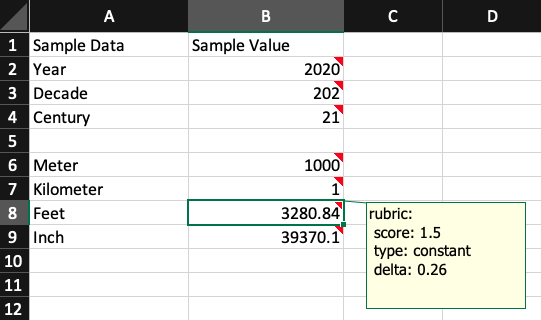 A B C D
1 Sample Data Sample Value
2 Year 2020
3 Decade 202
4 Century 21
5
6 Meter 1000
7 Kilometer 1
8 Feet 3280.84 rubric:
9 Inch 39370.1 score: 1.5
type: constant
10 delta: 0.26
11
12